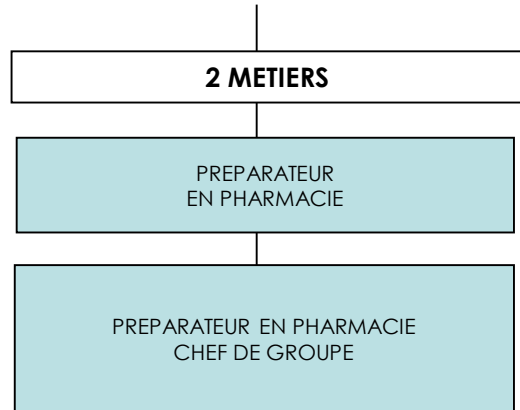 2 METIERS
PREPARATEUR
EN PHARMACIE
PREPARATEUR EN PHARMACIE
CHEF DE GROUPE